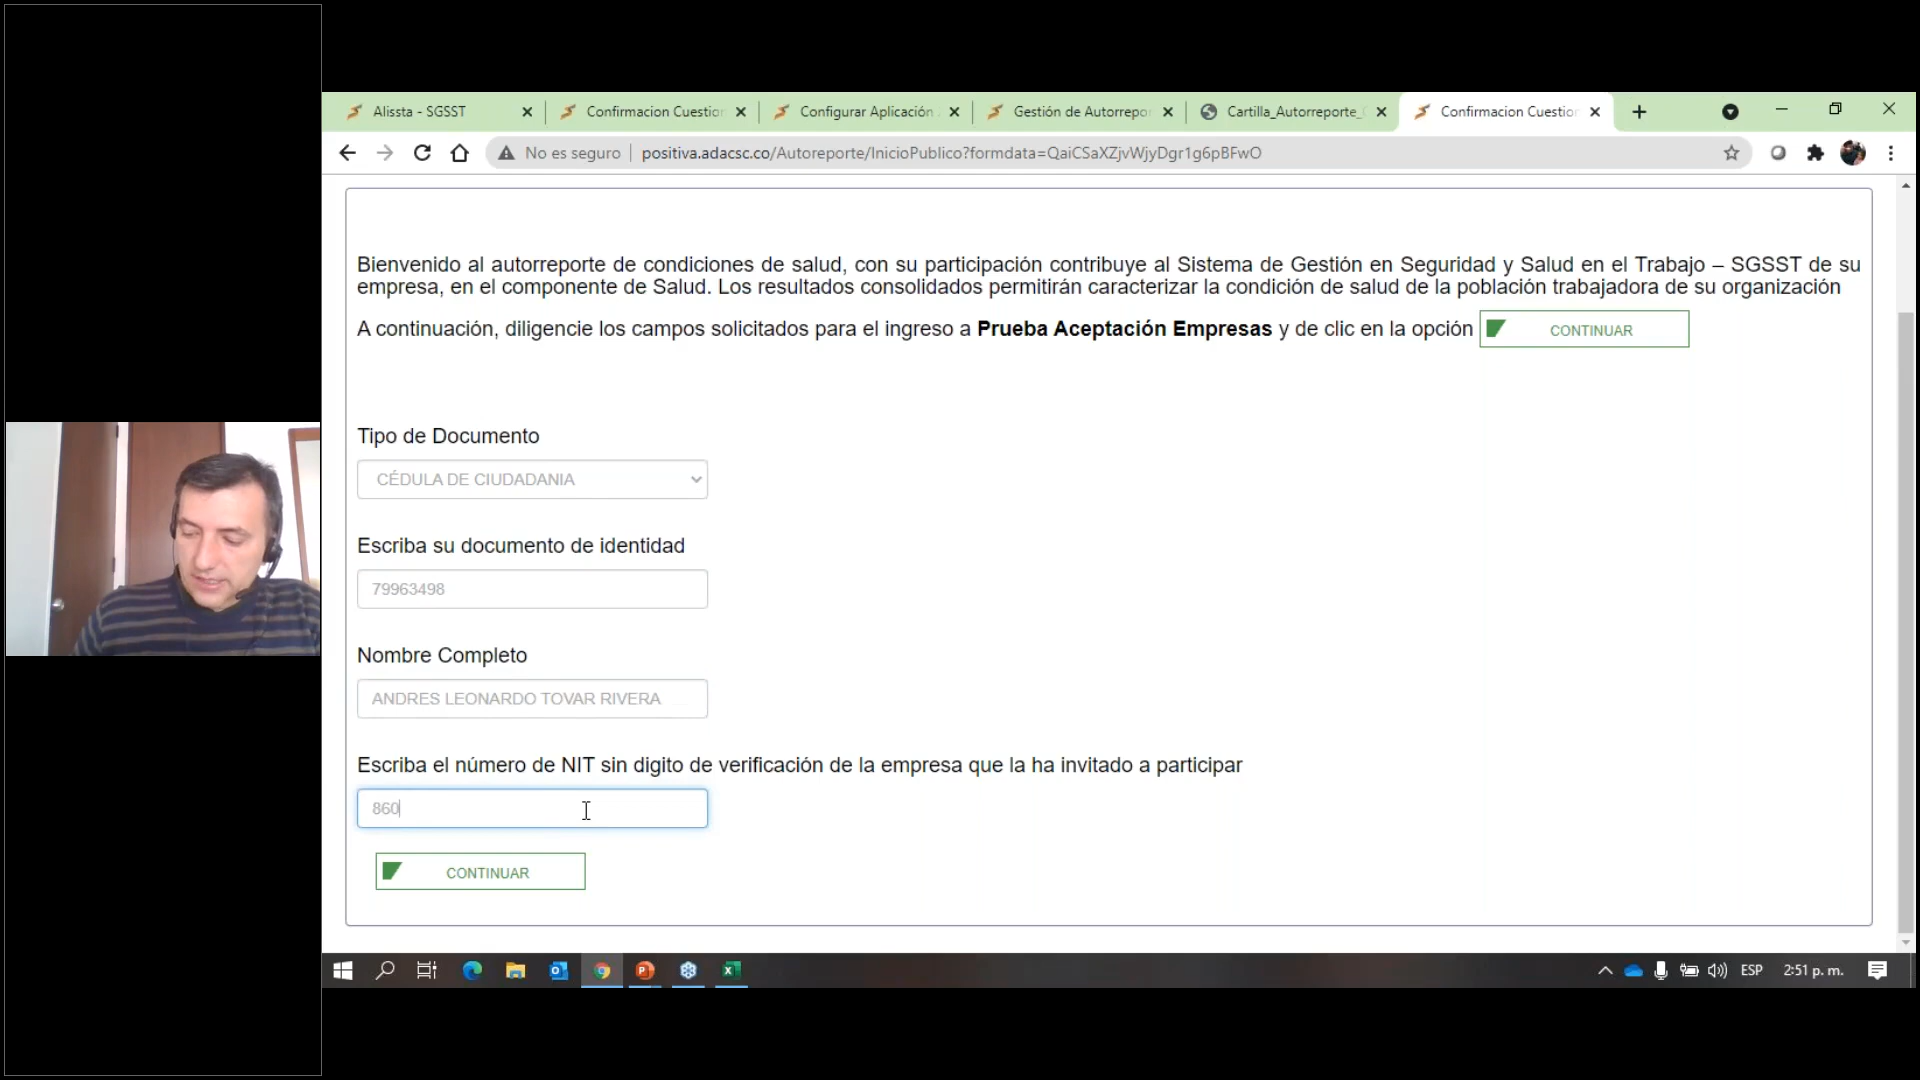 Alissta - SGSST
Confirmacion Cuestion
Configurar Aplicación
Gestión de Autorrepor
Cartilla_Autorreporte_
Confirmacion Cuestion
No es seguro
positiva.adacsc.co/Autoreporte/InicioPublico?formdata=QaiCSaXZjvWjyDgr1g6pBFwO
Bienvenido al autorreporte de condiciones de salud, con su participación contribuye al Sistema de Gestión en Seguridad y Salud en el Trabajo – SGSST de su
empresa, en el componente de Salud. Los resultados consolidados permitirán caracterizar la condición de salud de la población trabajadora de su organización
A continuación, diligencie los campos solicitados para el ingreso a Prueba Aceptación Empresas y de clic en la opción CONTINUAR
Tipo de Documento
CÉDULA DE CIUDADANIA
Escriba su documento de identidad
79963498
Nombre Completo
ANDRES LEONARDO TOVAR RIVERA
Escriba el número de NIT sin digito de verificación de la empresa que la ha invitado a participar
860
CONTINUAR
ESP
2:51 p. m.